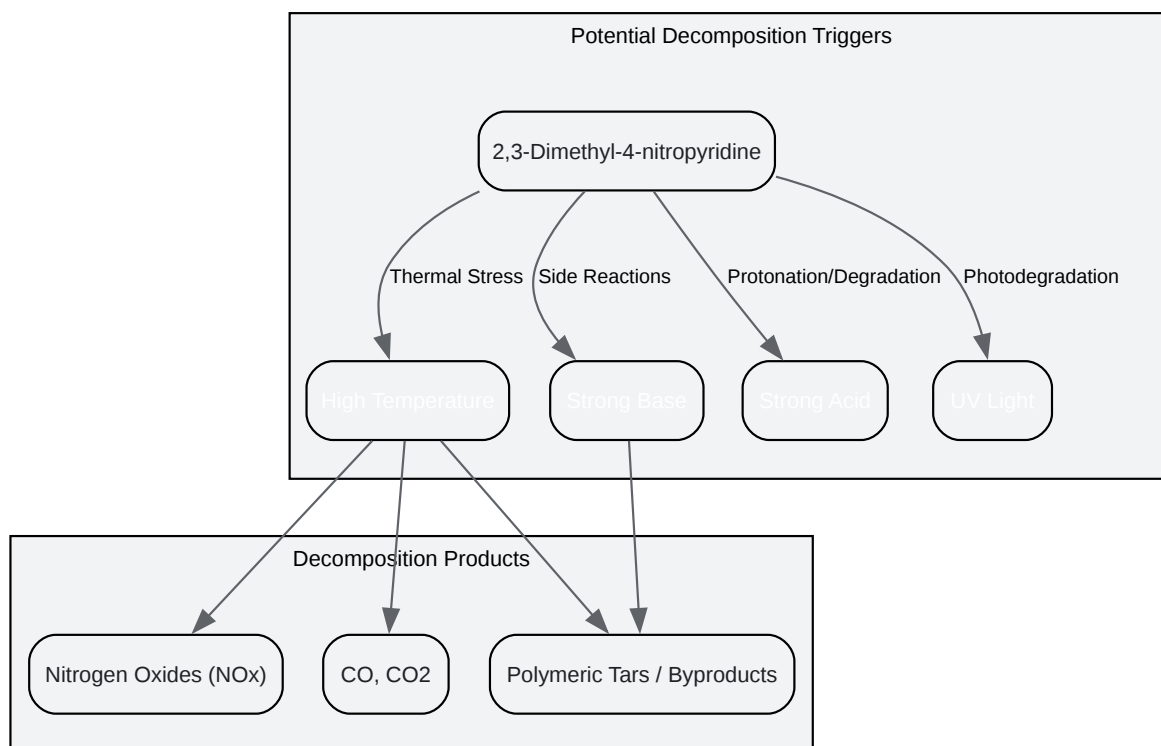 Potential Decomposition Triggers
2,3-Dimethyl-4-nitropyridine
Thermal Stress
Side Reactions
Protonation/Degradation
Photodegradation
High Temperature
Strong Base
Strong Acid
UV Light
Decomposition Products
Nitrogen Oxides (NOx)
CO, CO2
Polymeric Tars / Byproducts